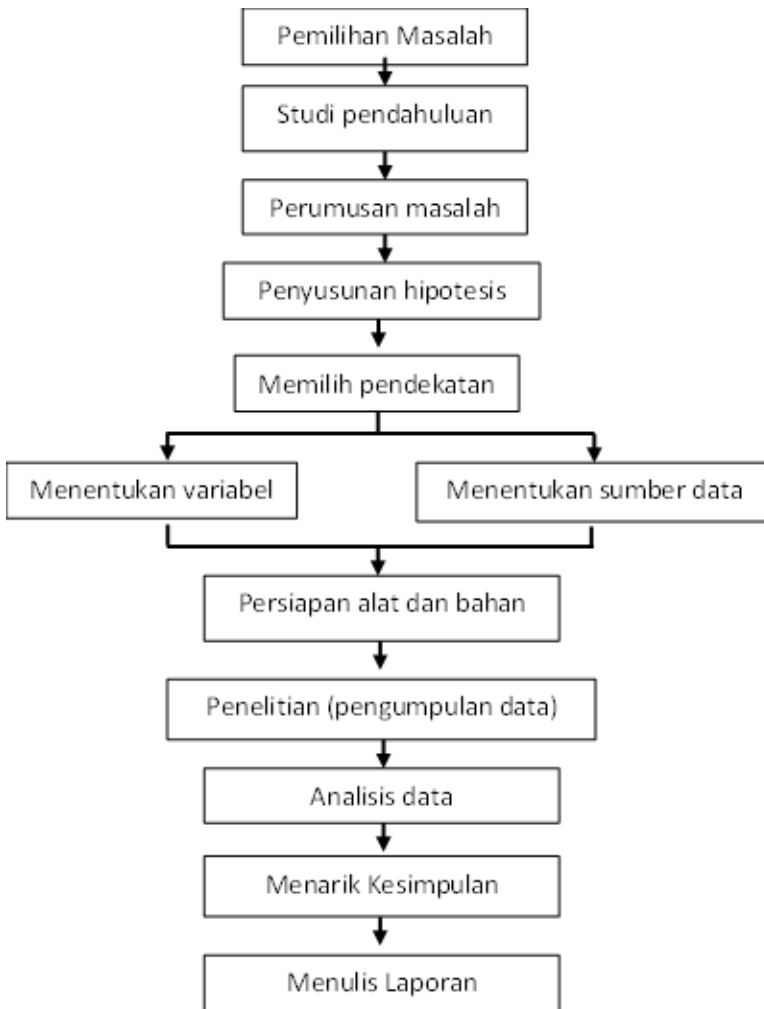 Pemilihan Masalah
Studi pendahuluan
Perumusan masalah
Penyusunan hipotesis
Memilih pendekatan
Menentukan variabel
Menentukan sumber data
Persiapan alat dan bahan
Penelitian (pengumpulan data)
Analisis data
Menarik Kesimpulan
Menulis Laporan